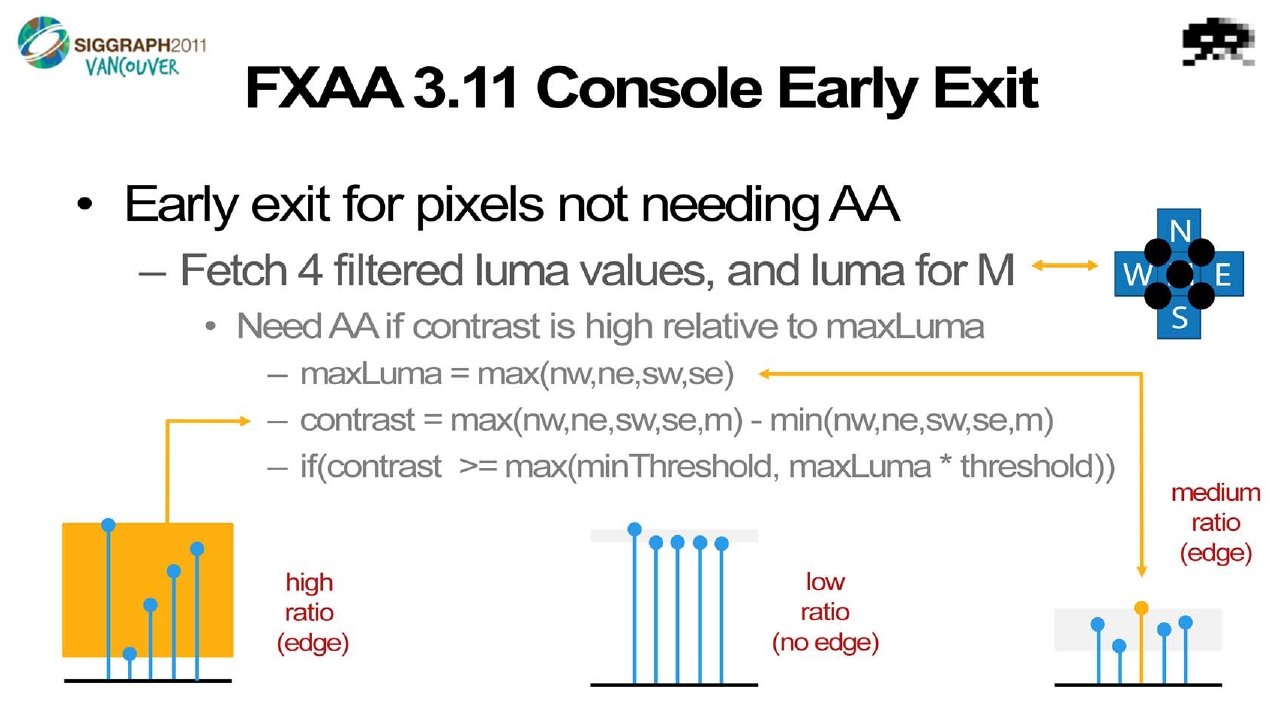 SIGGRAPH2011
VANCOUVER
FXAA 3.11 Console Early Exit
• Early exit for pixels not needing AA
– Fetch 4 filtered luma values, and luma for M
• Need AA if contrast is high relative to maxLuma
– maxLuma = max(nw,ne,sw,se)
– contrast = max(nw,ne,sw,se,m) - min(nw,ne,sw,se,m)
– if(contrast >= max(minThreshold, maxLuma * threshold))
N
W E
S
high
ratio
(edge)
low
ratio
(no edge)
medium
ratio
(edge)